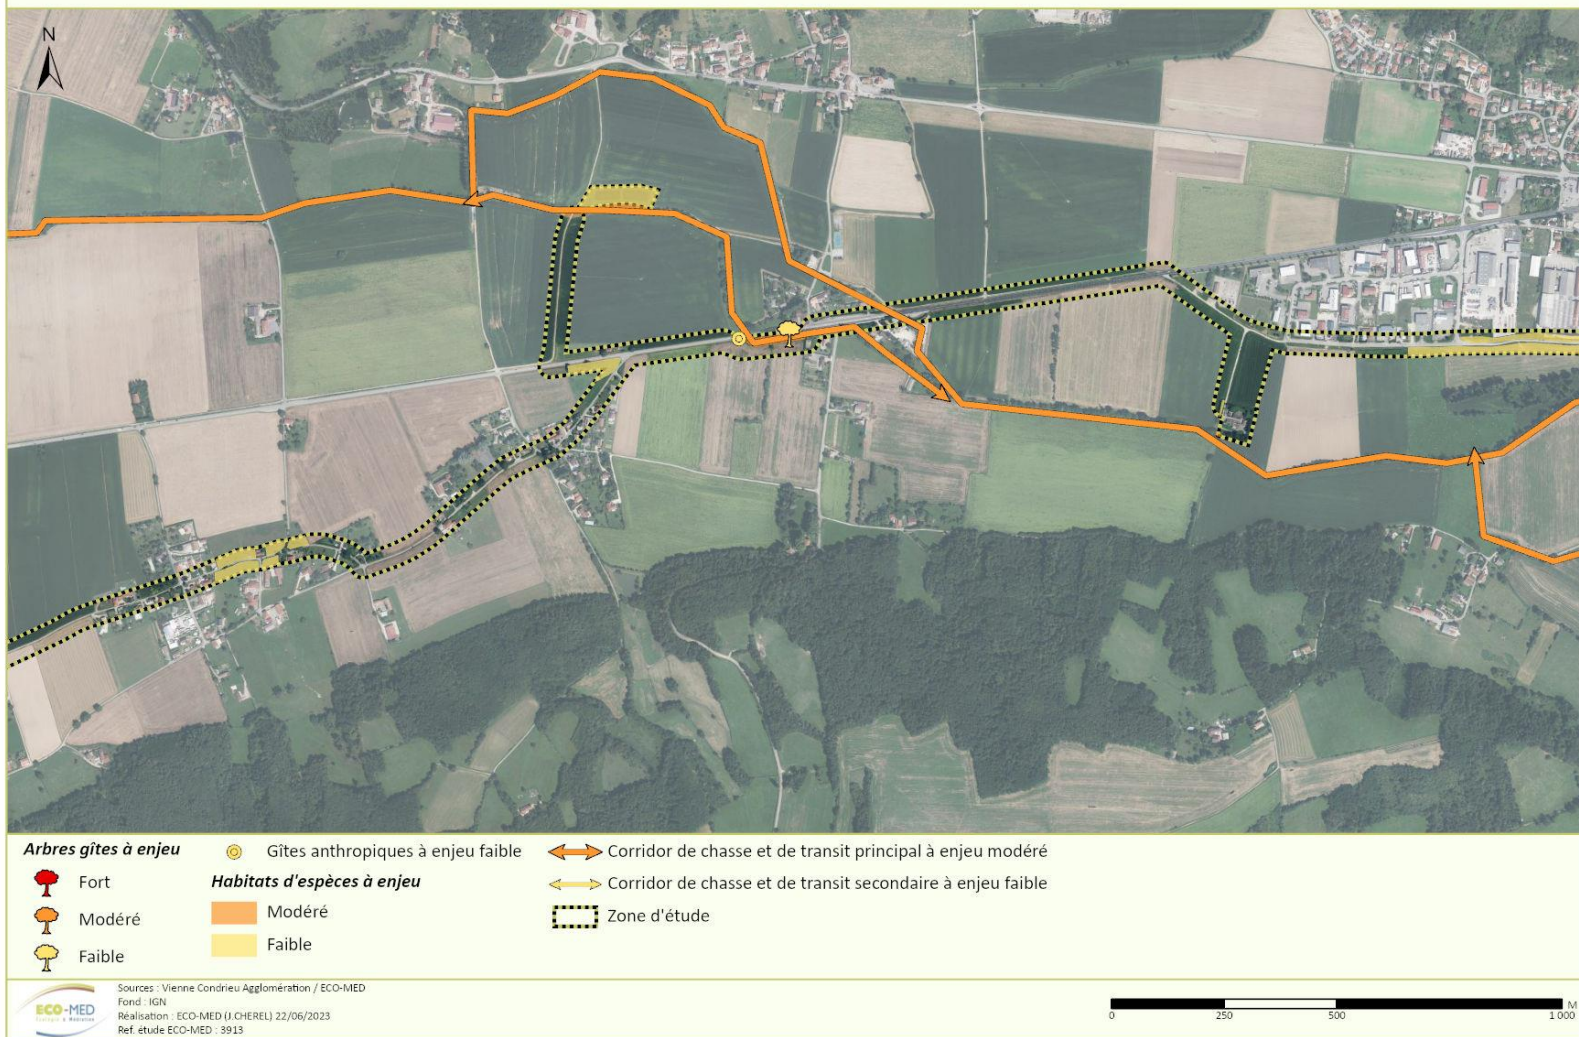 N
Arbres gîtes à enjeu
Fort
Modéré
Faible
Gîtes anthropiques à enjeu faible
Habitats d'espèces à enjeu
Modéré
Faible
Corridor de chasse et de transit principal à enjeu modéré
Corridor de chasse et de transit secondaire à enjeu faible
Zone d'étude
ECO-MED
Sources : Vienne Condrieu Agglomération / ECO-MED
Fond : IGN
Réalisation : ECO-MED (J.CHEREL) 22/06/2023
Ref. étude ECO-MED : 3913
M
0 250 500 1 000